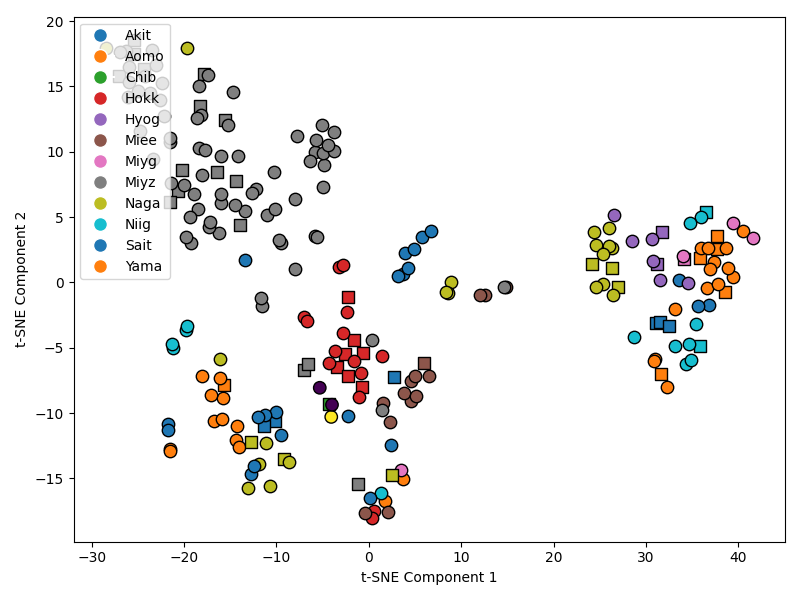 20
15
10
5
0
−5
−10
−15
−30
−20
−10
0
10
20
30
40
t-SNE Component 1
t-SNE Component 2
Akit
Aomo
Chib
Hokk
Hyog
Miee
Miyg
Miyz
Naga
Niig
Sait
Yama